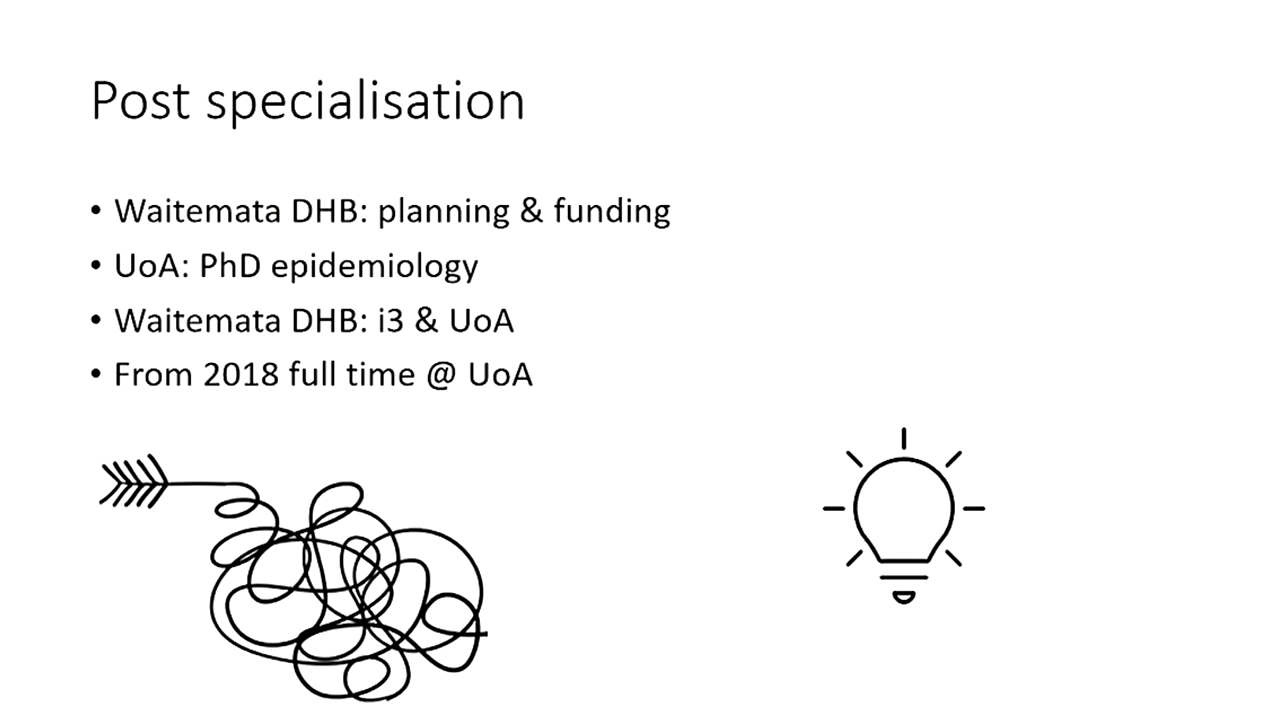 Post specialisation
• Waitemata DHB: planning & funding
• UoA: PhD epidemiology
• Waitemata DHB: i3 & UoA
• From 2018 full time @ UoA